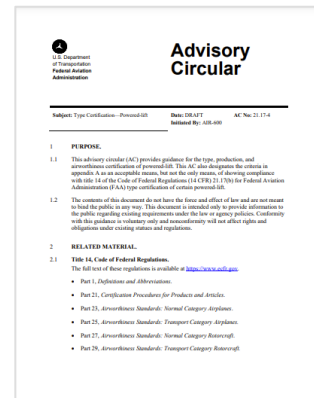 U.S. Department
of Transportation
Federal Aviation
Administration
Advisory
Circular
Subject: Type Certification—Powered-lift
Date: DRAFT
AC No: 21.17-4
Initiated By: AIR-600
1 PURPOSE.
1.1 This advisory circular (AC) provides guidance for the type, production, and
airworthiness certification of powered-lift. This AC also designates the criteria in
appendix A as an acceptable means, but not the only means, of showing compliance
with title 14 of the Code of Federal Regulations (14 CFR) 21.17(b) for Federal Aviation
Administration (FAA) type certification of certain powered-lift.
1.2 The contents of this document do not have the force and effect of law and are not meant
to bind the public in any way. This document is intended only to provide information to
the public regarding existing requirements under the law or agency policies. Conformity
with this guidance is voluntary only and nonconformity will not affect rights and
obligations under existing statues and regulations.
2 RELATED MATERIAL.
2.1 Title 14, Code of Federal Regulations.
The full text of these regulations is available at https://www.ecfr.gov.
• Part 1, Definitions and Abbreviations.
• Part 21, Certification Procedures for Products and Articles.
• Part 23, Airworthiness Standards: Normal Category Airplanes.
• Part 25, Airworthiness Standards: Transport Category Airplanes.
• Part 27, Airworthiness Standards: Normal Category Rotorcraft.
• Part 29, Airworthiness Standards: Transport Category Rotorcraft.